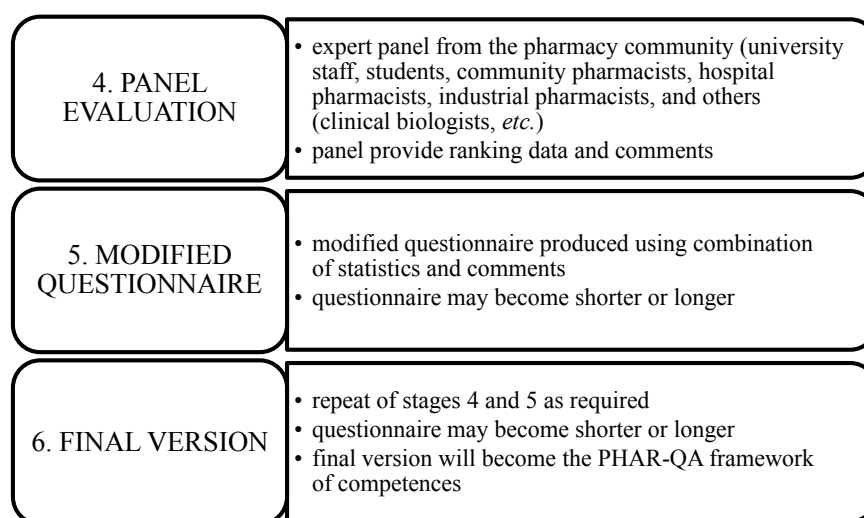 4. PANEL
EVALUATION
• expert panel from the pharmacy community (university
staff, students, community pharmacists, hospital
pharmacists, industrial pharmacists, and others
(clinical biologists, etc.)
• panel provide ranking data and comments
5. MODIFIED
QUESTIONNAIRE
• modified questionnaire produced using combination
of statistics and comments
• questionnaire may become shorter or longer
6. FINAL VERSION
• repeat of stages 4 and 5 as required
• questionnaire may become shorter or longer
• final version will become the PHAR-QA framework
of competences